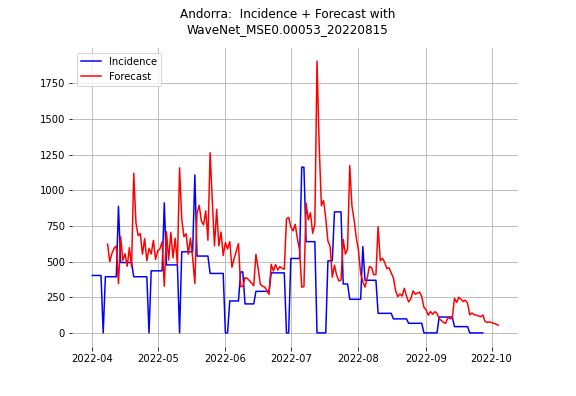 Andorra:  Incidence + Forecast with
WaveNet_MSE0.00053_20220815
Incidence
Forecast
1750
1500
1250
1000
750
500
250
0
2022-04 2022-05 2022-06 2022-07 2022-08 2022-09 2022-10